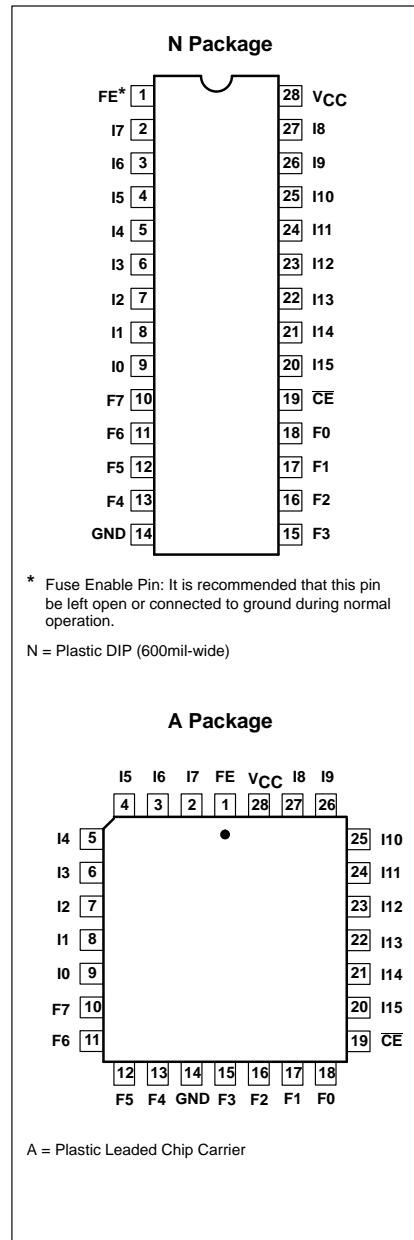 N Package
FE* 1 28 VCC
I7 2 27 I8
I6 3 26 I9
I5 4 25 I10
I4 5 24 I11
I3 6 23 I12
I2 7 22 I13
I1 8 21 I14
I0 9 20 I15
F7 10 19 CE
F6 11 18 F0
F5 12 17 F1
F4 13 16 F2
GND 14 15 F3
* Fuse Enable Pin: It is recommended that this pin
be left open or connected to ground during normal
operation.
N = Plastic DIP (600mil-wide)
A Package
I5 I6 I7 FE VCC I8 I9
4 3 2 1 28 27 26
I4 5 25 I10
I3 6 24 I11
I2 7 23 I12
I1 8 22 I13
I0 9 21 I14
F7 10 20 I15
F6 11 19 CE
12 13 14 15 16 17 18
F5 F4 GND F3 F2 F1 F0
A = Plastic Leaded Chip Carrier